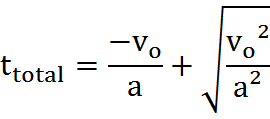 t_total = −v_o/a + √(v_o²/a²)